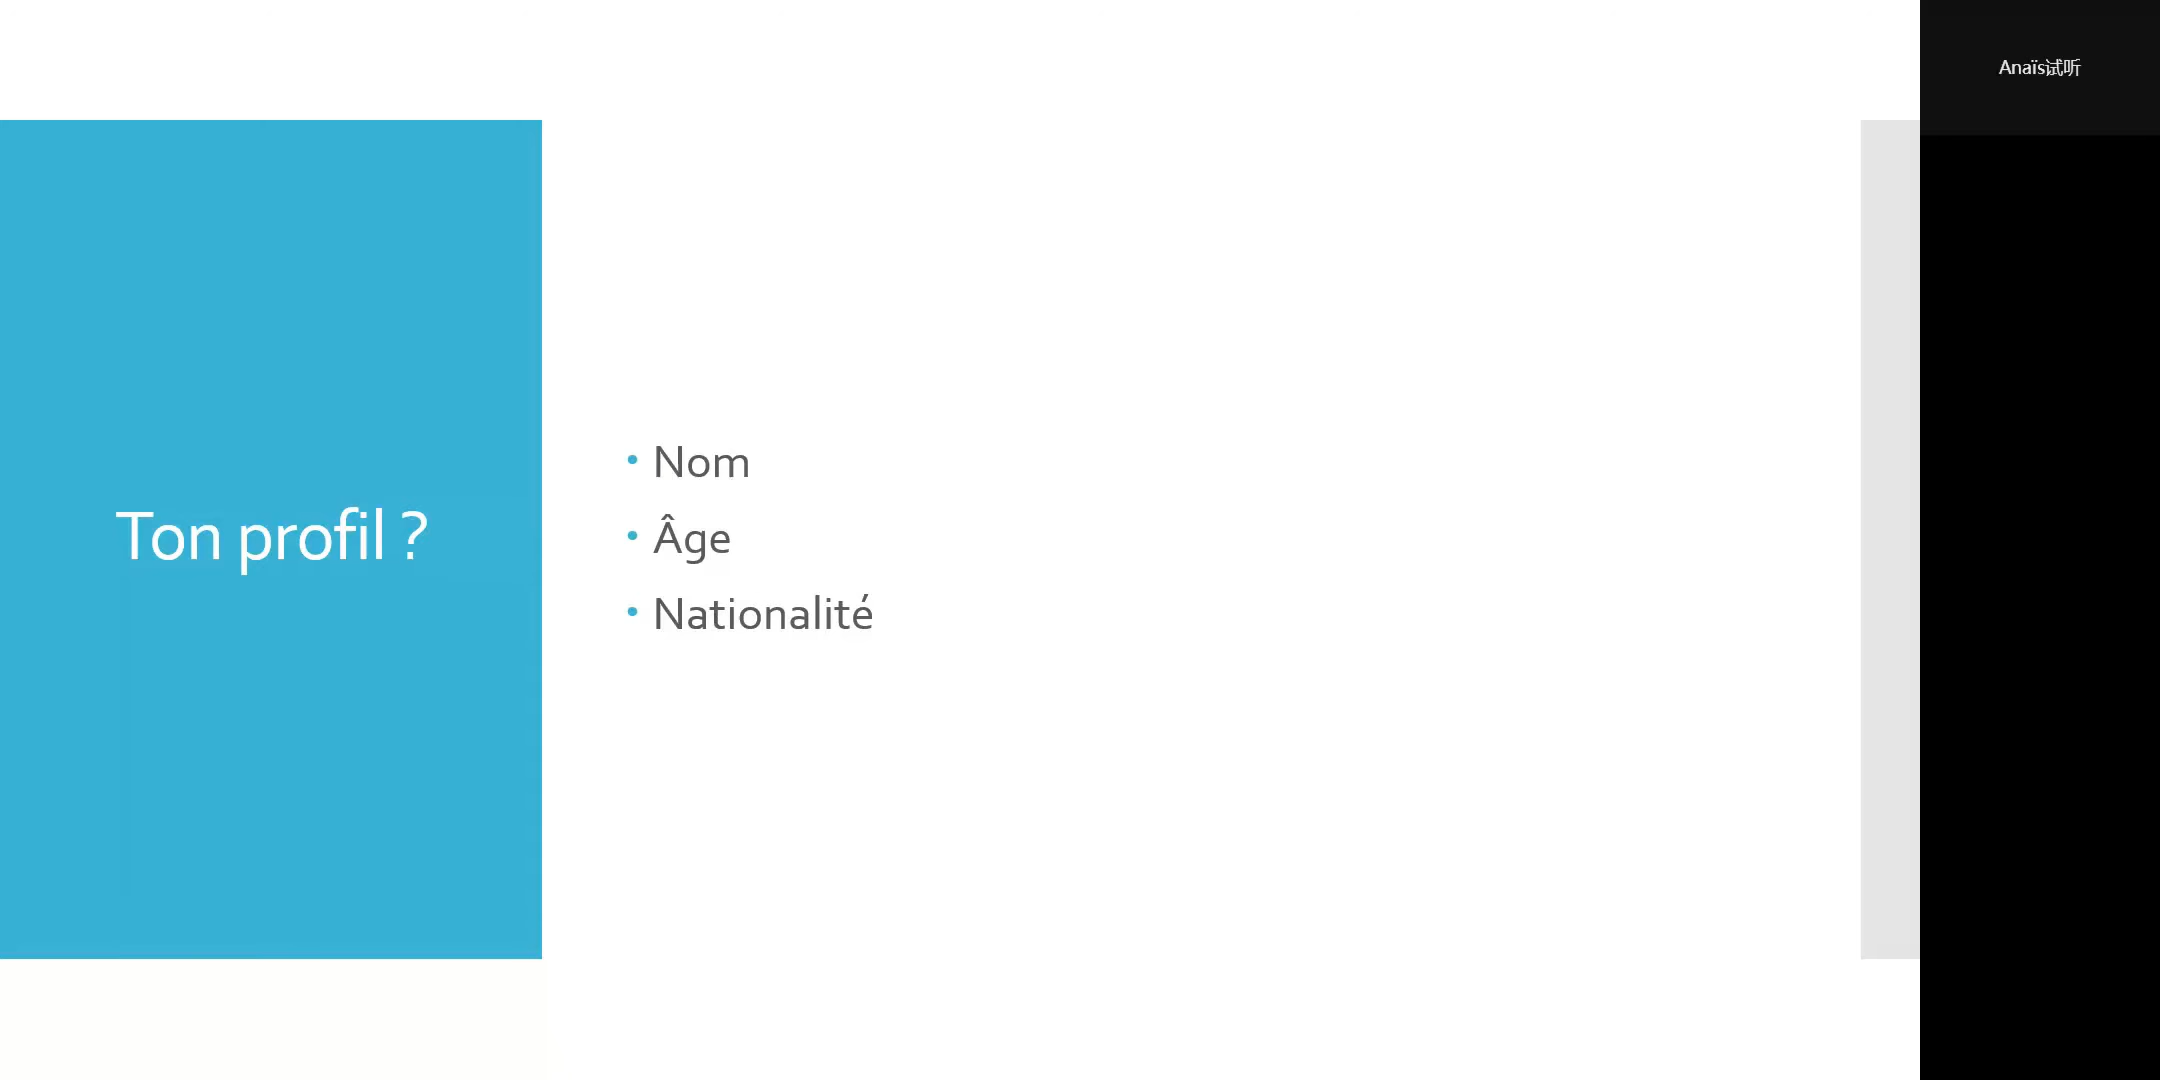 Ton profil ?
Nom
Âge
Nationalité
Anaïs试听